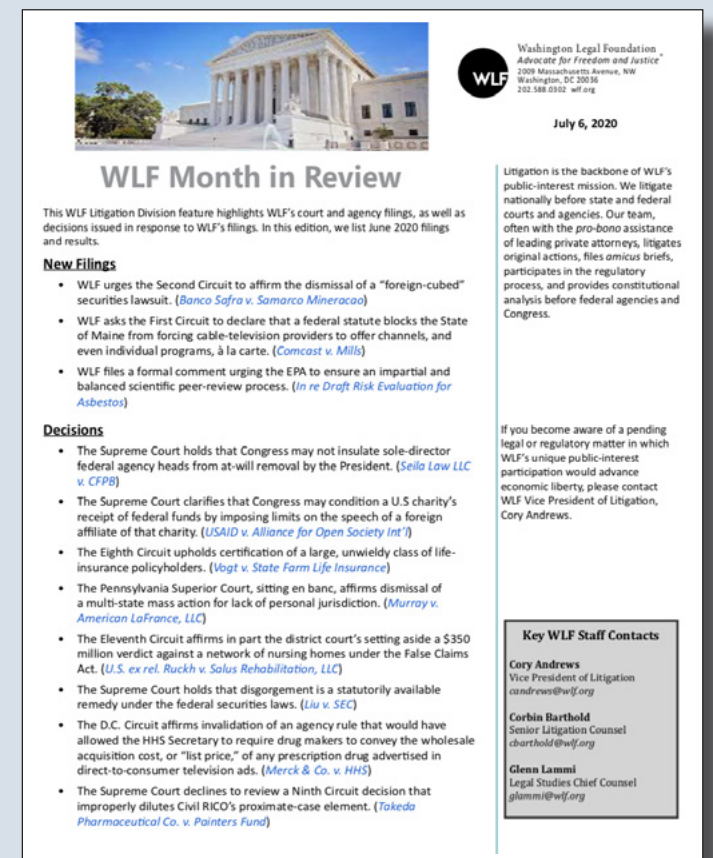 WLF
Washington Legal Foundation
Advocate for Freedom and Justice
2009 Massachusetts Avenue, NW
Washington, DC 20036
202.588.0302 wlf.org
July 6, 2020
WLF Month in Review
This WLF Litigation Division feature highlights WLF's court and agency filings, as well as
decisions issued in response to WLF's filings. In this edition, we list June 2020 filings
and results.
New Filings
• WLF urges the Second Circuit to affirm the dismissal of a "foreign-cubed"
securities lawsuit. (Banco Safra v. Samarco Mineracao)
• WLF asks the First Circuit to declare that a federal statute blocks the State
of Maine from forcing cable-television providers to offer channels, and
even individual programs, à la carte. (Comcast v. Mills)
• WLF files a formal comment urging the EPA to ensure an impartial and
balanced scientific peer-review process. (In re Draft Risk Evaluation for
Asbestos)
Decisions
• The Supreme Court holds that Congress may not insulate sole-director
federal agency heads from at-will removal by the President. (Seila Law LLC
v. CFPB)
• The Supreme Court clarifies that Congress may condition a U.S charity's
receipt of federal funds by imposing limits on the speech of a foreign
affiliate of that charity. (USAID v. Alliance for Open Society Int'l)
• The Eighth Circuit upholds certification of a large, unwieldy class of life-
insurance policyholders. (Vogt v. State Farm Life Insurance)
• The Pennsylvania Superior Court, sitting en banc, affirms dismissal of
a multi-state mass action for lack of personal jurisdiction. (Murray v.
American LaFrance, LLC)
• The Eleventh Circuit affirms in part the district court's setting aside a $350
million verdict against a network of nursing homes under the False Claims
Act. (U.S. ex rel. Ruckh v. Salus Rehabilitation, LLC)
• The Supreme Court holds that disgorgement is a statutorily available
remedy under the federal securities laws. (Liu v. SEC)
• The D.C. Circuit affirms invalidation of an agency rule that would have
allowed the HHS Secretary to require drug makers to convey the wholesale
acquisition cost, or "list price," of any prescription drug advertised in
direct-to-consumer television ads. (Merck & Co. v. HHS)
• The Supreme Court declines to review a Ninth Circuit decision that
improperly dilutes Civil RICO's proximate-case element. (Takeda
Pharmaceutical Co. v. Painters Fund)
Litigation is the backbone of WLF's
public-interest mission. We litigate
nationally before state and federal
courts and agencies. Our team,
often with the pro-bono assistance
of leading private attorneys, litigates
original actions, files amicus briefs,
participates in the regulatory
process, and provides constitutional
analysis before federal agencies and
Congress.
If you become aware of a pending
legal or regulatory matter in which
WLF's unique public-interest
participation would advance
economic liberty, please contact
WLF Vice President of Litigation,
Cory Andrews.
Key WLF Staff Contacts
Cory Andrews
Vice President of Litigation
candrews@wlf.org
Corbin Barthold
Senior Litigation Counsel
cbarthold@wlf.org
Glenn Lammi
Legal Studies Chief Counsel
glammi@wlf.org